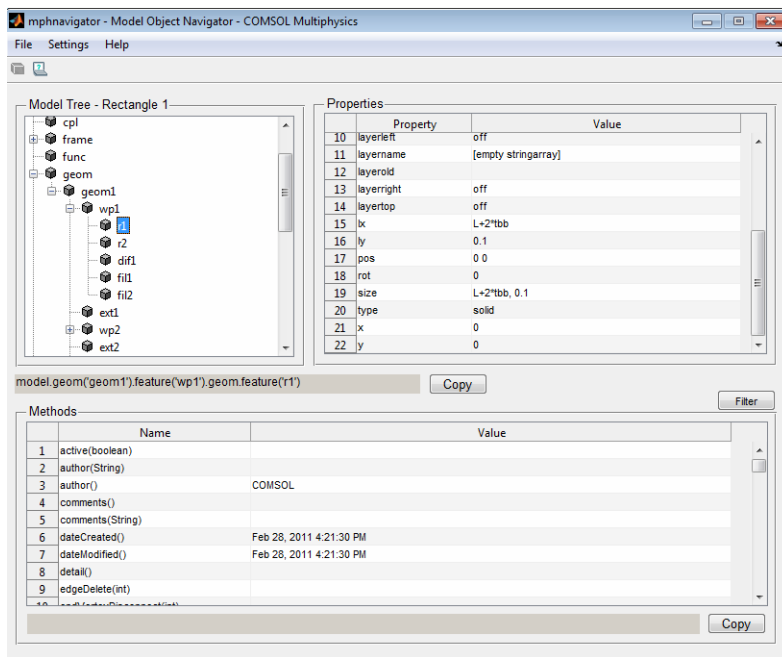 mphnavigator - Model Object Navigator - COMSOL Multiphysics
File Settings Help
Model Tree - Rectangle 1
cpl
frame
func
geom
geom1
wp1
r1
r2
dif1
fil1
fil2
ext1
wp2
ext2
Properties
Property Value
10 layerleft off
11 layername [empty stringarray]
12 layerold
13 layerright off
14 layertop off
15 lx L+2*tbb
16 ly 0.1
17 pos 0 0
18 rot 0
19 size L+2*tbb, 0.1
20 type solid
21 x 0
22 y 0
model.geom('geom1').feature('wp1').geom.feature('r1')
Copy
Filter
Methods
Name Value
1 active(boolean)
2 author(String)
3 author() COMSOL
4 comments()
5 comments(String)
6 dateCreated() Feb 28, 2011 4:21:30 PM
7 dateModified() Feb 28, 2011 4:21:30 PM
8 detail()
9 edgeDelete(int)
Copy